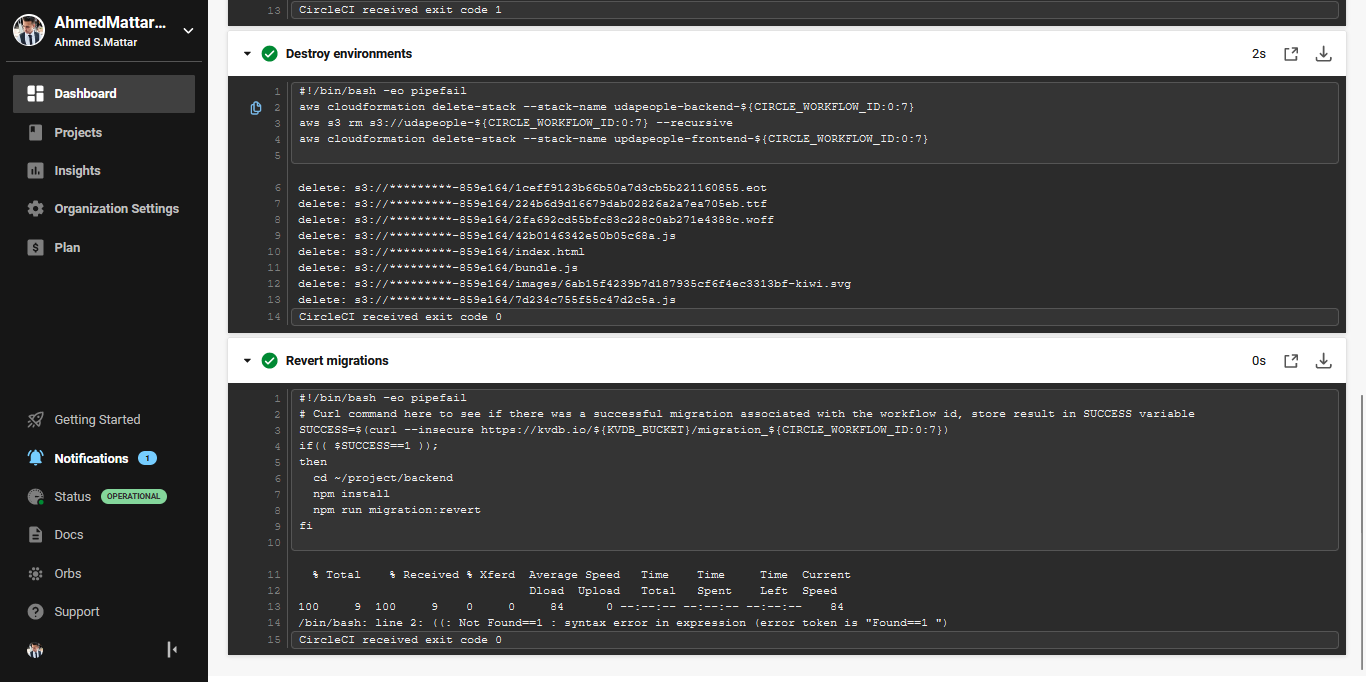 AhmedMattar...
Ahmed S.Mattar
Dashboard
Projects
Insights
Organization Settings
$ Plan
Getting Started
Notifications 1
Status OPERATIONAL
Docs
Orbs
? Support
13 CircleCI received exit code 1
Destroy environments 2s
1 #!/bin/bash -eo pipefail
2 aws cloudformation delete-stack --stack-name udapeople-backend-${CIRCLE_WORKFLOW_ID:0:7}
3 aws s3 rm s3://udapeople-${CIRCLE_WORKFLOW_ID:0:7} --recursive
4 aws cloudformation delete-stack --stack-name updapeople-frontend-${CIRCLE_WORKFLOW_ID:0:7}
5
6 delete: s3://*********-859e164/1ceff9123b66b50a7d3cb5b221160855.eot
7 delete: s3://*********-859e164/224b6d9d16679dab02826a2a7ea705eb.ttf
8 delete: s3://*********-859e164/2fa692cd55bfc83c228c0ab271e4388c.woff
9 delete: s3://*********-859e164/42b0146342e50b05c68a.js
10 delete: s3://*********-859e164/index.html
11 delete: s3://*********-859e164/bundle.js
12 delete: s3://*********-859e164/images/6ab15f4239b7d187935cf6f4ec3313bf-kiwi.svg
13 delete: s3://*********-859e164/7d234c755f55c47d2c5a.js
14 CircleCI received exit code 0
Revert migrations 0s
1 #!/bin/bash -eo pipefail
2 # Curl command here to see if there was a successful migration associated with the workflow id, store result in SUCCESS variable
3 SUCCESS=$(curl --insecure https://kvdb.io/${KVDB_BUCKET}/migration_${CIRCLE_WORKFLOW_ID:0:7})
4 if(( $SUCCESS==1 ));
5 then
6   cd ~/project/backend
7   npm install
8   npm run migration:revert
9 fi
10
11 % Total % Received % Xferd Average Speed Time Time Time Current
12 Dload Upload Total Spent Left Speed
13 100 9 100 9 0 0 84 0 --:--:-- --:--:-- --:--:-- 84
14 /bin/bash: line 2: ((: Not Found==1 : syntax error in expression (error token is "Found==1 ")
15 CircleCI received exit code 0